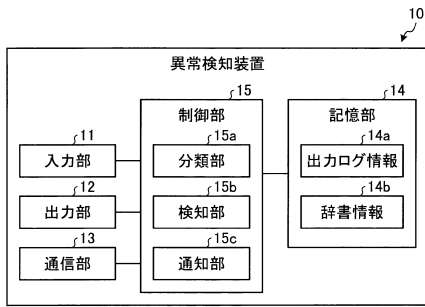 10
異常検知装置
15
制御部
14
記憶部
11
入力部
15a
分類部
14a
出力ログ情報
12
出力部
15b
検知部
14b
辞書情報
13
通信部
15c
通知部